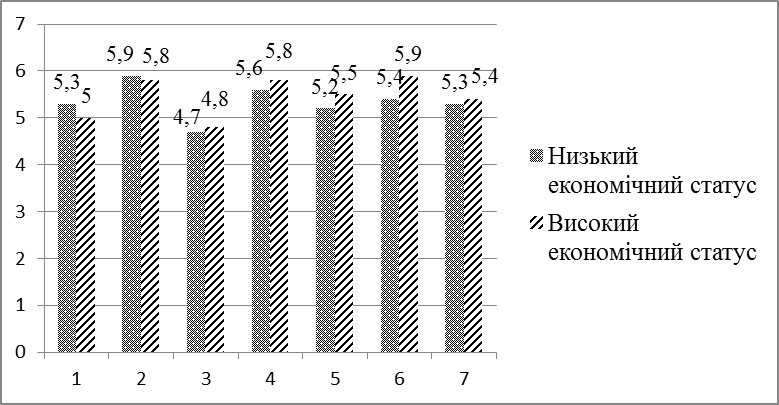 7
6
5
4
3
2
1
0
5,3 5 5,9 5,8 4,7 4,8 5,6 5,8 5,2 5,5 5,4 5,9 5,3 5,4
1 2 3 4 5 6 7
Низький
економічний статус
Високий
економічний статус